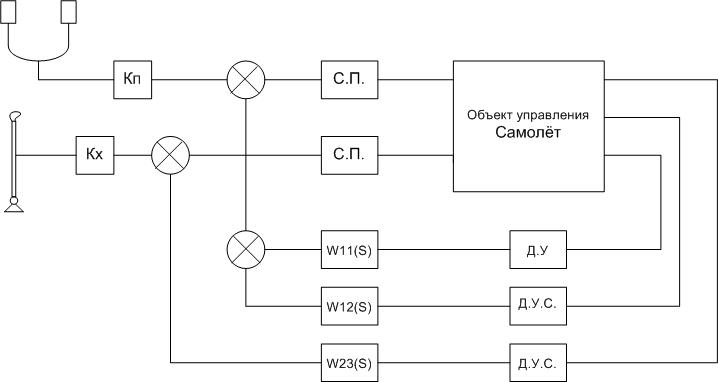 Кп
С.П.
Объект управления
Самолёт
Кх
С.П.
W11(S)
Д.У
W12(S)
Д.У.С.
W23(S)
Д.У.С.